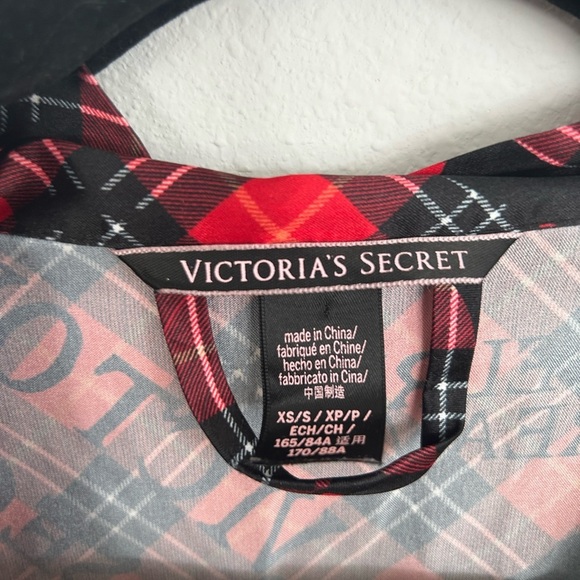 VICTORIA'S SECRET
made in China/
fabriqué en Chine/
hecho en China/
fabbricato in Cina/
中国制造
XS/S / XP/P /
ECH/CH /
165/84A 适用
170/88A